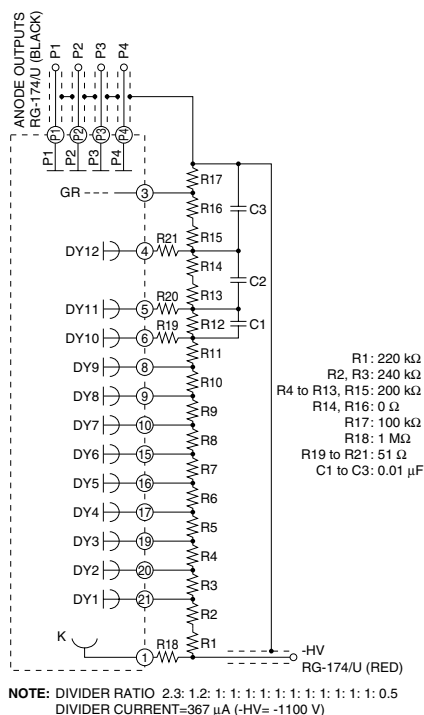 ANODE OUTPUTS
RG-174/U (BLACK)
P1
P2
P3
P4
P1
P2
P3
P4
P1
P2
P3
P4
R17
GR
3
R16
C3
R15
R21
DY12
4
R14
C2
R13
R20
DY11
5
R12
C1
R19
DY10
6
R11
DY9
8
R10
DY8
9
R9
DY7
10
R8
DY6
15
R7
DY5
16
R6
DY4
17
R5
DY3
19
R4
DY2
20
R3
DY1
21
R2
K
R18
R1
1
-HV
RG-174/U (RED)
R1: 220 kΩ
R2, R3: 240 kΩ
R4 to R13, R15: 200 kΩ
R14, R16: 0 Ω
R17: 100 kΩ
R18: 1 MΩ
R19 to R21: 51 Ω
C1 to C3: 0.01 µF
NOTE: DIVIDER RATIO 2.3: 1.2: 1: 1: 1: 1: 1: 1: 1: 1: 1: 1: 1: 0.5
DIVIDER CURRENT=367 µA (-HV= -1100 V)